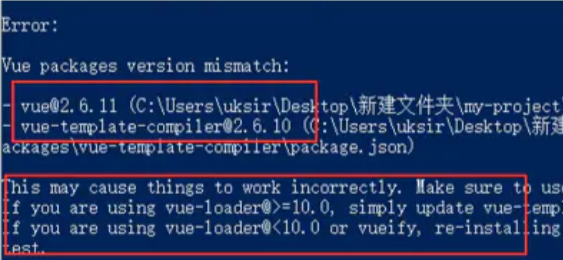 Error:
Vue packages version mismatch:
- vue@2.6.11 (C:\Users\uksir\Desktop\新建文件夹\my-project\
- vue-template-compiler@2.6.10 (C:\Users\uksir\Desktop\新建
ackages\vue-template-compiler\package.json)
This may cause things to work incorrectly. Make sure to use
If you are using vue-loader@>=10.0, simply update vue-temp
If you are using vue-loader@<10.0 or vueify, re-installing
test.